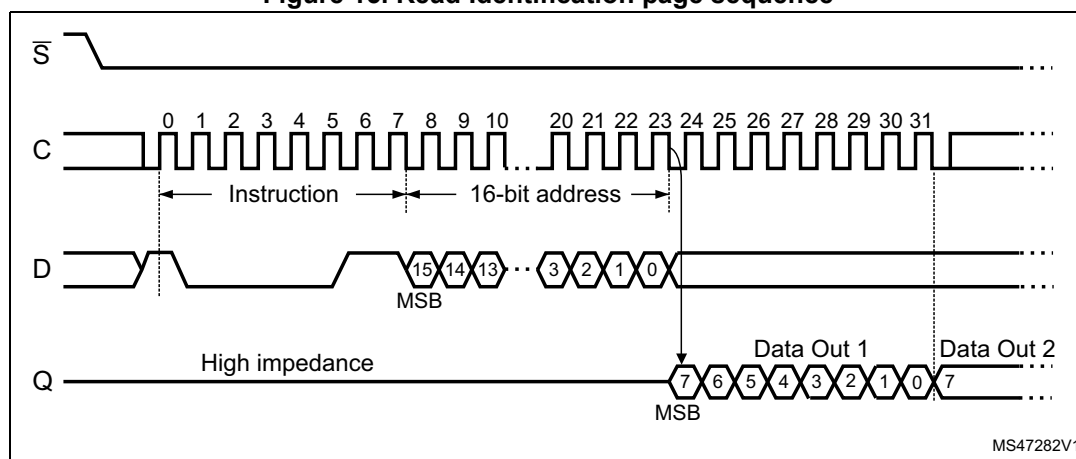 Figure 15. Read identification page sequence
S
0 1 2 3 4 5 6 7 8 9 10 20 21 22 23 24 25 26 27 28 29 30 31
C
Instruction 16-bit address
D 15 14 13 3 2 1 0
MSB
High impedance Data Out 1 Data Out 2
Q 7 6 5 4 3 2 1 0 7
MSB
MS47282V1